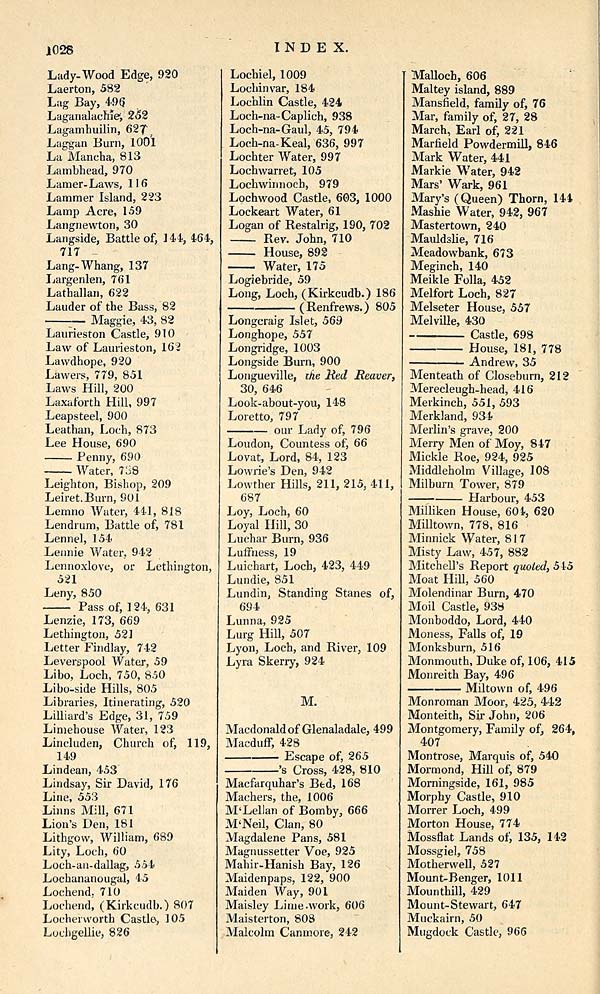 1028
INDEX.
Lady-Wood Edge, 920
Laerton, 582
Lag Bay, 496
Laganalachie, 252
Lagamhuilin, 627
Laggan Burn, 1001
La Mancha, 813
Lambhead, 970
Lamer-Laws, 116
Lammer Island, 223
Lamp Acre, 159
Langnewton, 30
Langside, Battle of, 144, 464,
717
Lang-Whang, 137
Largenlen, 761
Lathallan, 622
Lauder of the Bass, 82
—— Maggie, 43, 82
Laurieston Castle, 910
Law of Laurieston, 162
Lawdhope, 920
Lawers, 779, 851
Laws Hill, 200
Laxaforth Hill, 997
Leapsteel, 900
Leathan, Loch, 873
Lee House, 690
—— Penny, 690
—— Water, 738
Leighton, Bishop, 209
Leiret.Burn, 901
Lemno Water, 441, 818
Lendrum, Battle of, 781
Lennel, 154
Lennie Water, 942
Lennoxlove, or Lethington,
521
Leny, 850
—— Pass of, 124, 631
Lenzie, 173, 669
Lethington, 521
Letter Findlay, 742
Leverspool Water, 59
Libo, Loch, 750, 850
Libo-side Hills, 805
Libraries, Itinerating, 520
Lilliard's Edge, 31, 759
Limehouse Water, 123
Lincluden, Church of, 119,
149
Lindean, 453
Lindsay, Sir David, 176
Line, 553
Linns Mill, 671
Lion's Den, 181
Lithgow, William, 689
Lity, Loch, 60
Loch-an-dallag, 554
Lochananougal, 45
Lochend, 710
Lochend, (Kirkcudb.) 807
Locherworth Castle, 105
Lochgellie, 826
Lochiel, 1009
Lochinvar, 184
Lochlin Castle, 424
Loch-na-Caplich, 938
Loch-na-Gaul, 45, 794
Loch-na-Keal, 636, 997
Lochter Water, 997
Lochwarret, 105
Lochwinnoch, 979
Lochwood Castle, 603, 1000
Lockeart Water, 61
Logan of Restalrig, 190, 702
—— Rev. John, 710
—— House, 892
—— Water, 175
Logiebride, 59
Long, Loch, (Kirkcudb.) 186
—— (Renfrews.) 805
Longcraig Islet, 569
Longhope, 557
Longridge, 1003
Longside Burn, 900
Longueville, the Red Reaver,
30, 646
Look-about-you, 148
Loretto, 797
—— our Lady of, 796
Loudon, Countess of, 66
Lovat, Lord, 84, 123
Lowrie's Den, 942
Lowther Hills, 211, 215, 411,
687
Loy, Loch, 60
Loyal Hill, 30
Luchar Burn, 936
Luffness, 19
Luichart, Loch, 423, 449
Lundie, 851
Lundin, Standing Stanes of,
694
Lunna, 925
Lurg Hill, 507
Lyon, Loch, and River, 109
Lyra Skerry, 924
M.
Macdonald of Glenaladale, 499
Macduff, 428
—— Escape of, 265
——'s Cross, 428, 810
Macfarquhar's Bed, 168
Machers, the, 1006
M'Lellan of Bomby, 666
M'Neil, Clan, 80
Magdalene Pans, 581
Magnussetter Voe, 925
Mahir-Hanish Bay, 126
Maidenpaps, 122, 900
Maiden Way, 901
Maisley Lime-work, 606
Maisterton, 808
Malcolm Canmore, 242
Malloch, 606
Maltey island, 889
Mansfield, family of, 76
Mar, family of, 27, 28
March, Earl of, 221
Marfield Powdermill, 846
Mark Water, 441
Markie Water, 942
Mars' Wark, 961
Mary's (Queen) Thorn, 144
Mashie Water, 942, 967
Mastertown, 240
Mauldslie, 716
Meadowbank, 673
Meginch, 140
Meikle Folla, 452
Melfort Loch, 827
Melseter House, 557
Melville, 430
—— Castle, 698
—— House, 181, 778
—— Andrew, 35
Menteath of Closeburn, 212
Merecleugh-head, 416
Merkinch, 551, 593
Merkland, 934
Merlin's grave, 200
Merry Men of Moy, 847
Mickle Roe, 924, 925
Middleholm Village, 108
Milburn Tower, 879
—— Harbour, 453
Milliken House, 604, 620
Milltown, 778, 816
Minnick Water, 817
Misty Law, 457, 882
Mitchell's Report quoted, 545
Moat Hill, 560
Molendinar Burn, 470
Moil Castle, 938
Monboddo, Lord, 440
Moness, Falls of, 19
Monksburn, 516
Monmouth, Duke of, 106, 415
Monreith Bay, 496
—— Miltown of, 496
Monroman Moor, 425, 442
Monteith, Sir John, 206
Montgomery, Family of, 264,
407
Montrose, Marquis of, 540
Mormond, Hill of, 879
Morningside, 161, 985
Morphy Castle, 910
Morrer Loch, 499
Morton House, 774
Mossflat Lands of, 135, 142
Mossgiel, 758
Motherwell, 527
Mount-Benger, 1011
Mounthill, 429
Mount-Stewart, 647
Muckairn, 50
Mugdock Castle, 966